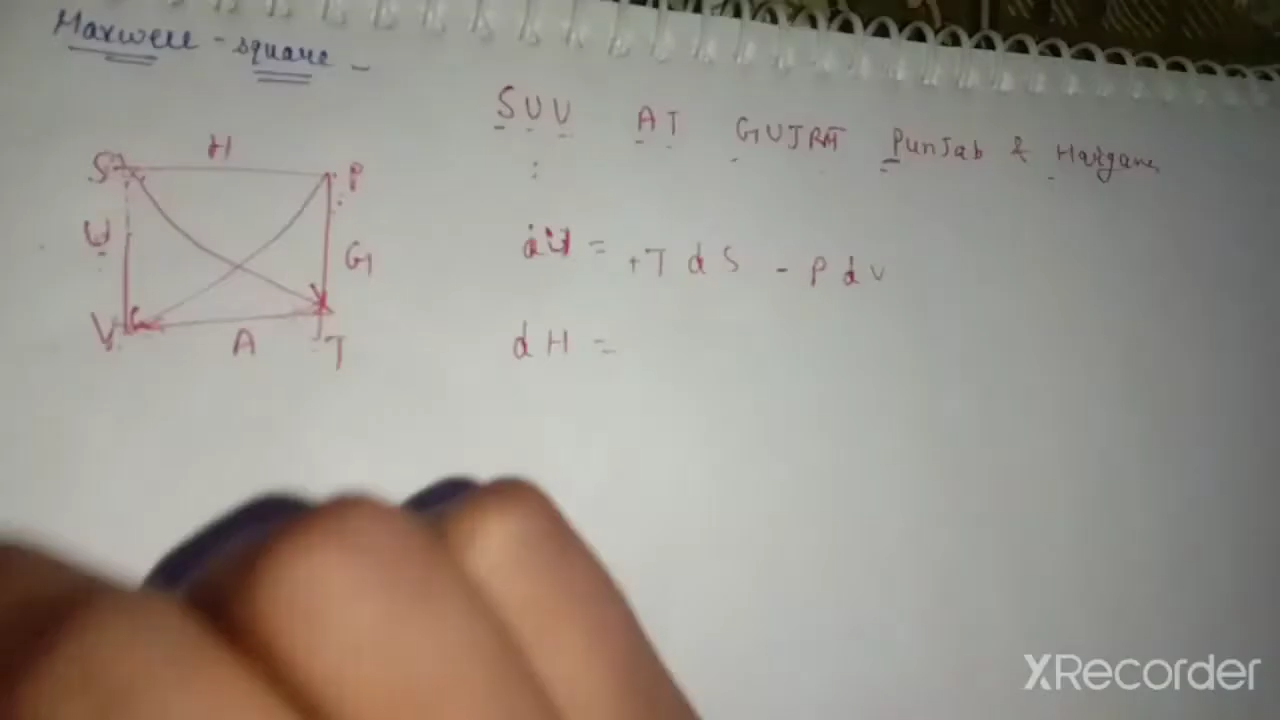 Maxwell - square -
SUV AT GUJRAT Punjab & Haryana
S H P
U G
V A T
dU = +T dS - P dV
dH =
XRecorder